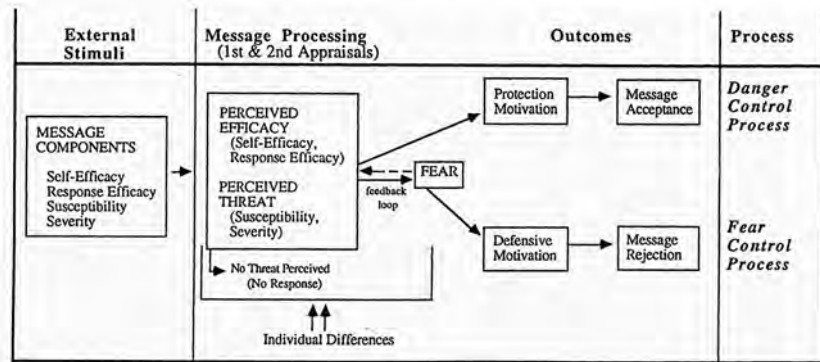 External
Stimuli
Message Processing
(1st & 2nd Appraisals)
Outcomes
Process
MESSAGE
COMPONENTS
Self-Efficacy
Response Efficacy
Susceptibility
Severity
PERCEIVED
EFFICACY
(Self-Efficacy,
Response Efficacy)
PERCEIVED
THREAT
(Susceptibility,
Severity)
No Threat Perceived
(No Response)
Individual Differences
FEAR
feedback
loop
Protection
Motivation
Message
Acceptance
Defensive
Motivation
Message
Rejection
Danger
Control
Process
Fear
Control
Process